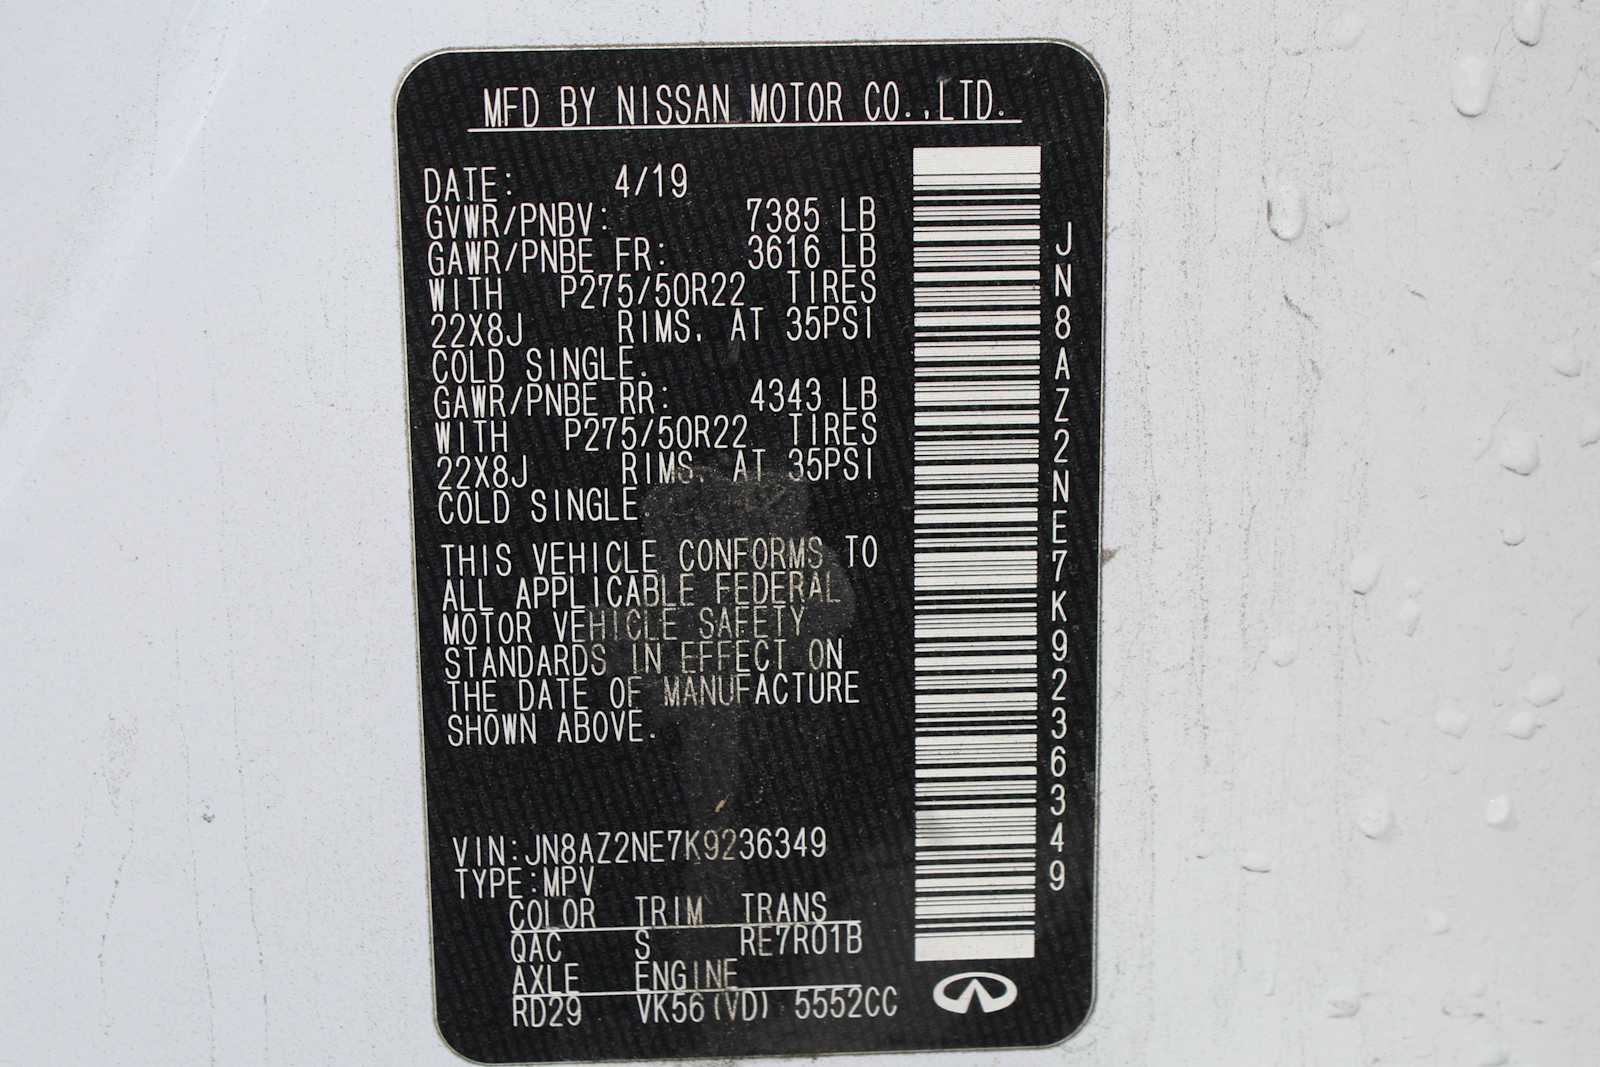 MFD BY NISSAN MOTOR CO.,LTD.
DATE: 4/19
GVWR/PNBV: 7385 LB
GAWR/PNBE FR: 3616 LB
WITH P275/50R22 TIRES
22X8J RIMS, AT 35PSI
COLD SINGLE.
GAWR/PNBE RR: 4343 LB
WITH P275/50R22 TIRES
22X8J RIMS, AT 35PSI
COLD SINGLE.
THIS VEHICLE CONFORMS TO
ALL APPLICABLE FEDERAL
MOTOR VEHICLE SAFETY
STANDARDS IN EFFECT ON
THE DATE OF MANUFACTURE
SHOWN ABOVE.
VIN:JN8AZ2NE7K9236349
TYPE:MPV
COLOR TRIM TRANS
QAC S RE7R01B
AXLE ENGINE
RD29 VK56(VD) 5552CC
JN8AZ2NE7K9236349